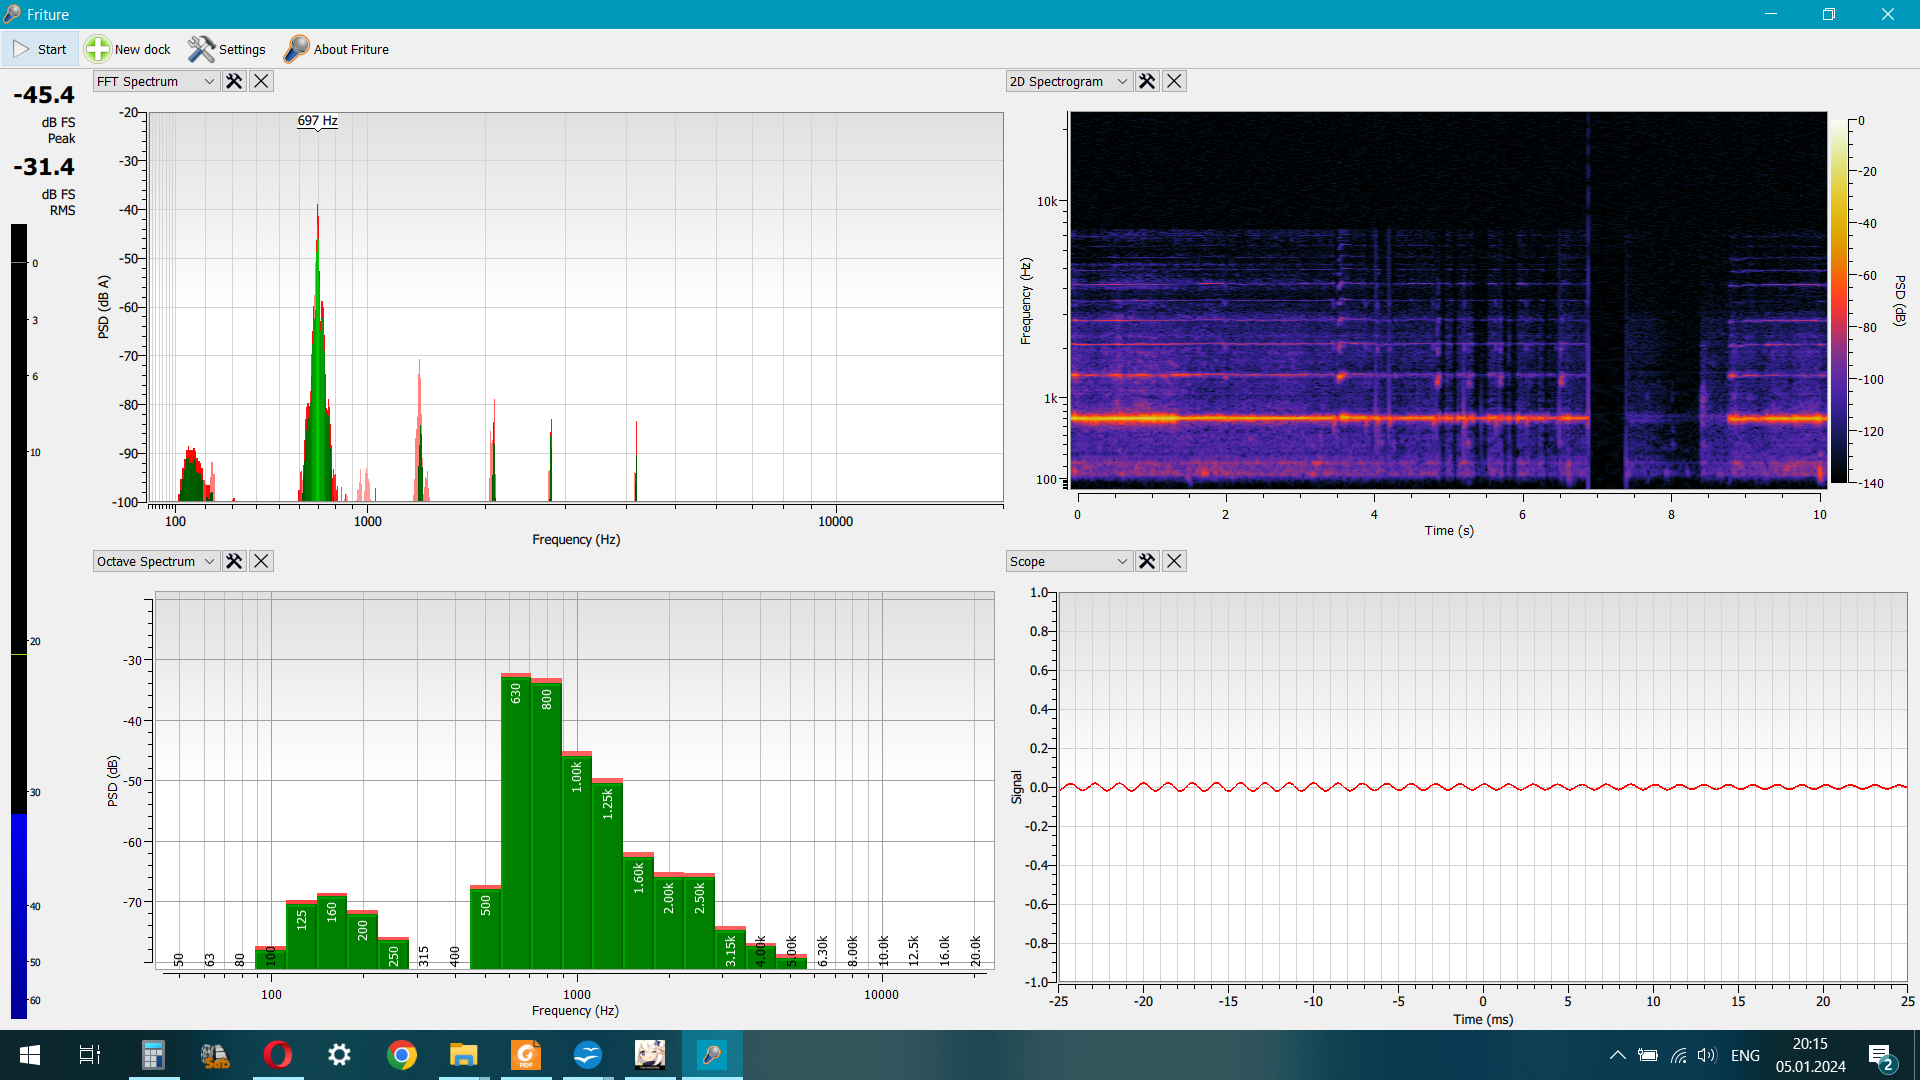 Friture
Start New dock Settings About Friture
-45.4
dB FS
Peak
-31.4
dB FS
RMS
0
3
6
10
20
30
40
50
60
FFT Spectrum
697 Hz
-20
-30
-40
-50
-60
-70
-80
-90
-100
PSD (dB A)
100 1000 10000
Frequency (Hz)
2D Spectrogram
10k
1k
100
Frequency (Hz)
0 2 4 6 8 10
Time (s)
0
-20
-40
-60
-80
-100
-120
-140
PSD (dB)
Octave Spectrum
-30
-40
-50
-60
-70
PSD (dB)
50 63 80 100 125 160 200 250 315 400 500 630 800 1.00k 1.25k 1.60k 2.00k 2.50k 3.15k 4.00k 5.00k 6.30k 8.00k 10.0k 12.5k 16.0k 20.0k
100 1000 10000
Frequency (Hz)
Scope
1.0
0.8
0.6
0.4
0.2
0.0
-0.2
-0.4
-0.6
-0.8
-1.0
Signal
-25 -20 -15 -10 -5 0 5 10 15 20 25
Time (ms)
PDF
ENG
20:15
05.01.2024
2